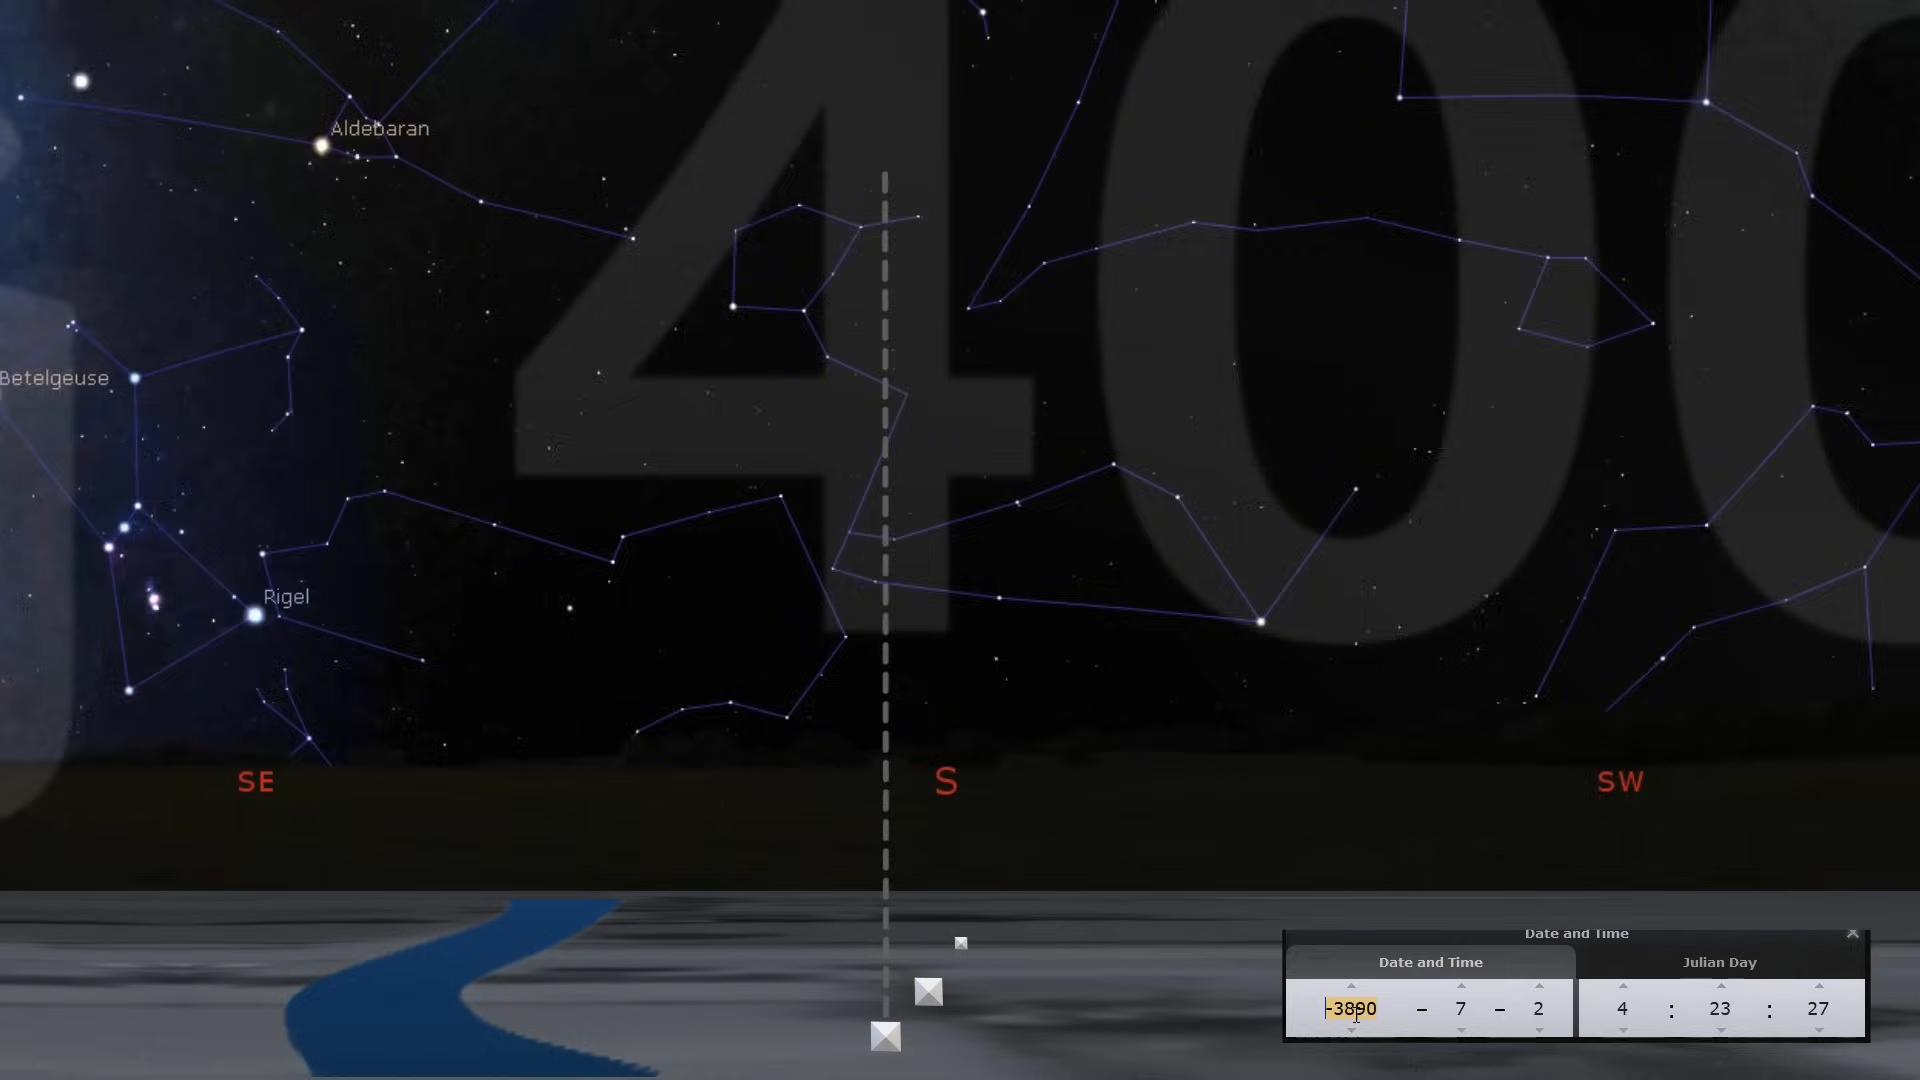 400
Aldebaran
Betelgeuse
Rigel
SE
S
SW
Date and Time
Date and Time
Julian Day
-3890 – 7 – 2
4 : 23 : 27